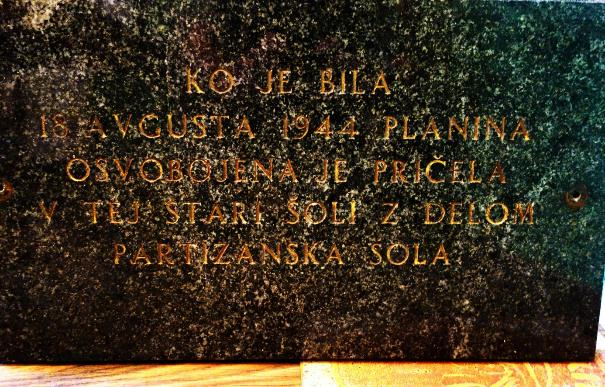 KO JE BILA
18 AVGUSTA 1944 PLANINA
OSVOBOJENA JE PRIČELA
V TEJ STARI ŠOLI Z DELOM
PARTIZANSKA ŠOLA